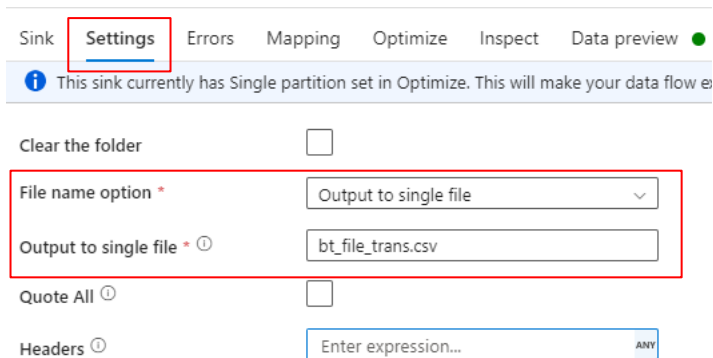 Sink Settings Errors Mapping Optimize Inspect Data preview
This sink currently has Single partition set in Optimize. This will make your data flow
Clear the folder
File name option * Output to single file
Output to single file * bt_file_trans.csv
Quote All
Headers Enter expression... ANY